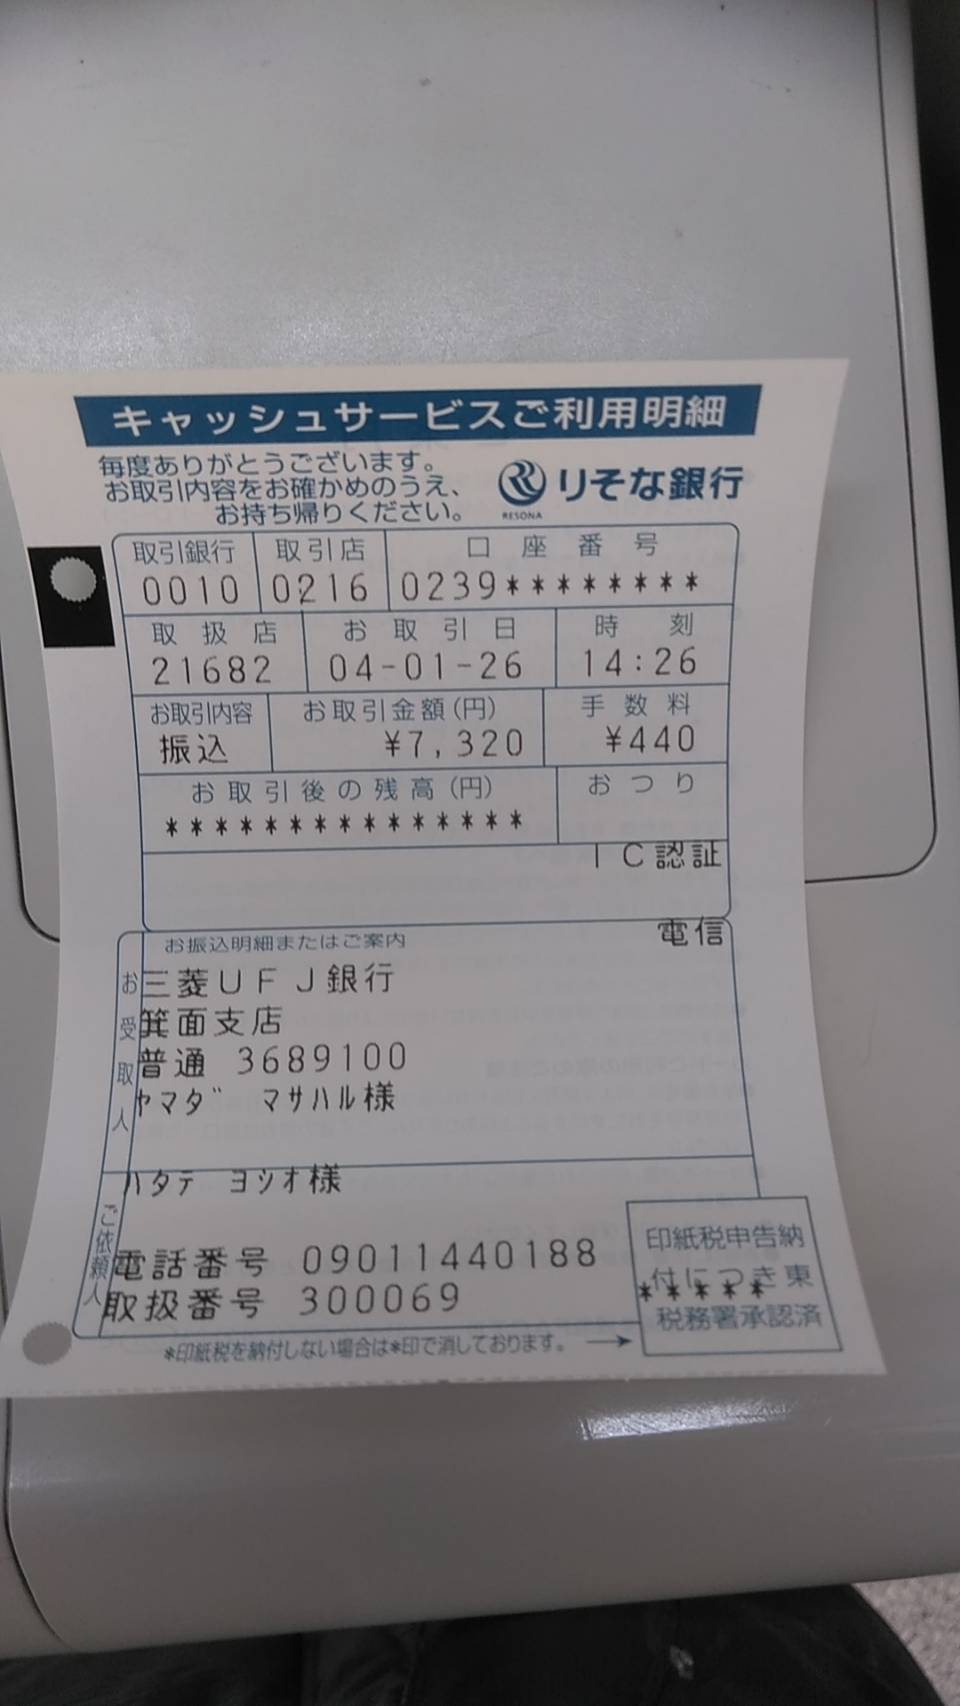 キャッシュサービスご利用明細
毎度ありがとうございます。
お取引内容をお確かめのうえ、
お持ち帰りください。
RESONA
りそな銀行
取引銀行 取引店 口座番号
0010 0216 0239********
取扱店 お取引日 時刻
21682 04-01-26 14:26
お取引内容 お取引金額(円) 手数料
振込 ¥7,320 ¥440
お取引後の残高(円) おつり
***************
IC認証
お振込明細またはご案内 電信
お受取人
三菱UFJ銀行
箕面支店
普通 3689100
ヤマダ マサハル様
ご依頼人
ハタテ ヨシオ様
電話番号 09011440188
取扱番号 300069
印紙税申告納
付につき東
*****
税務署承認済
*印紙税を納付しない場合は*印で消しております。